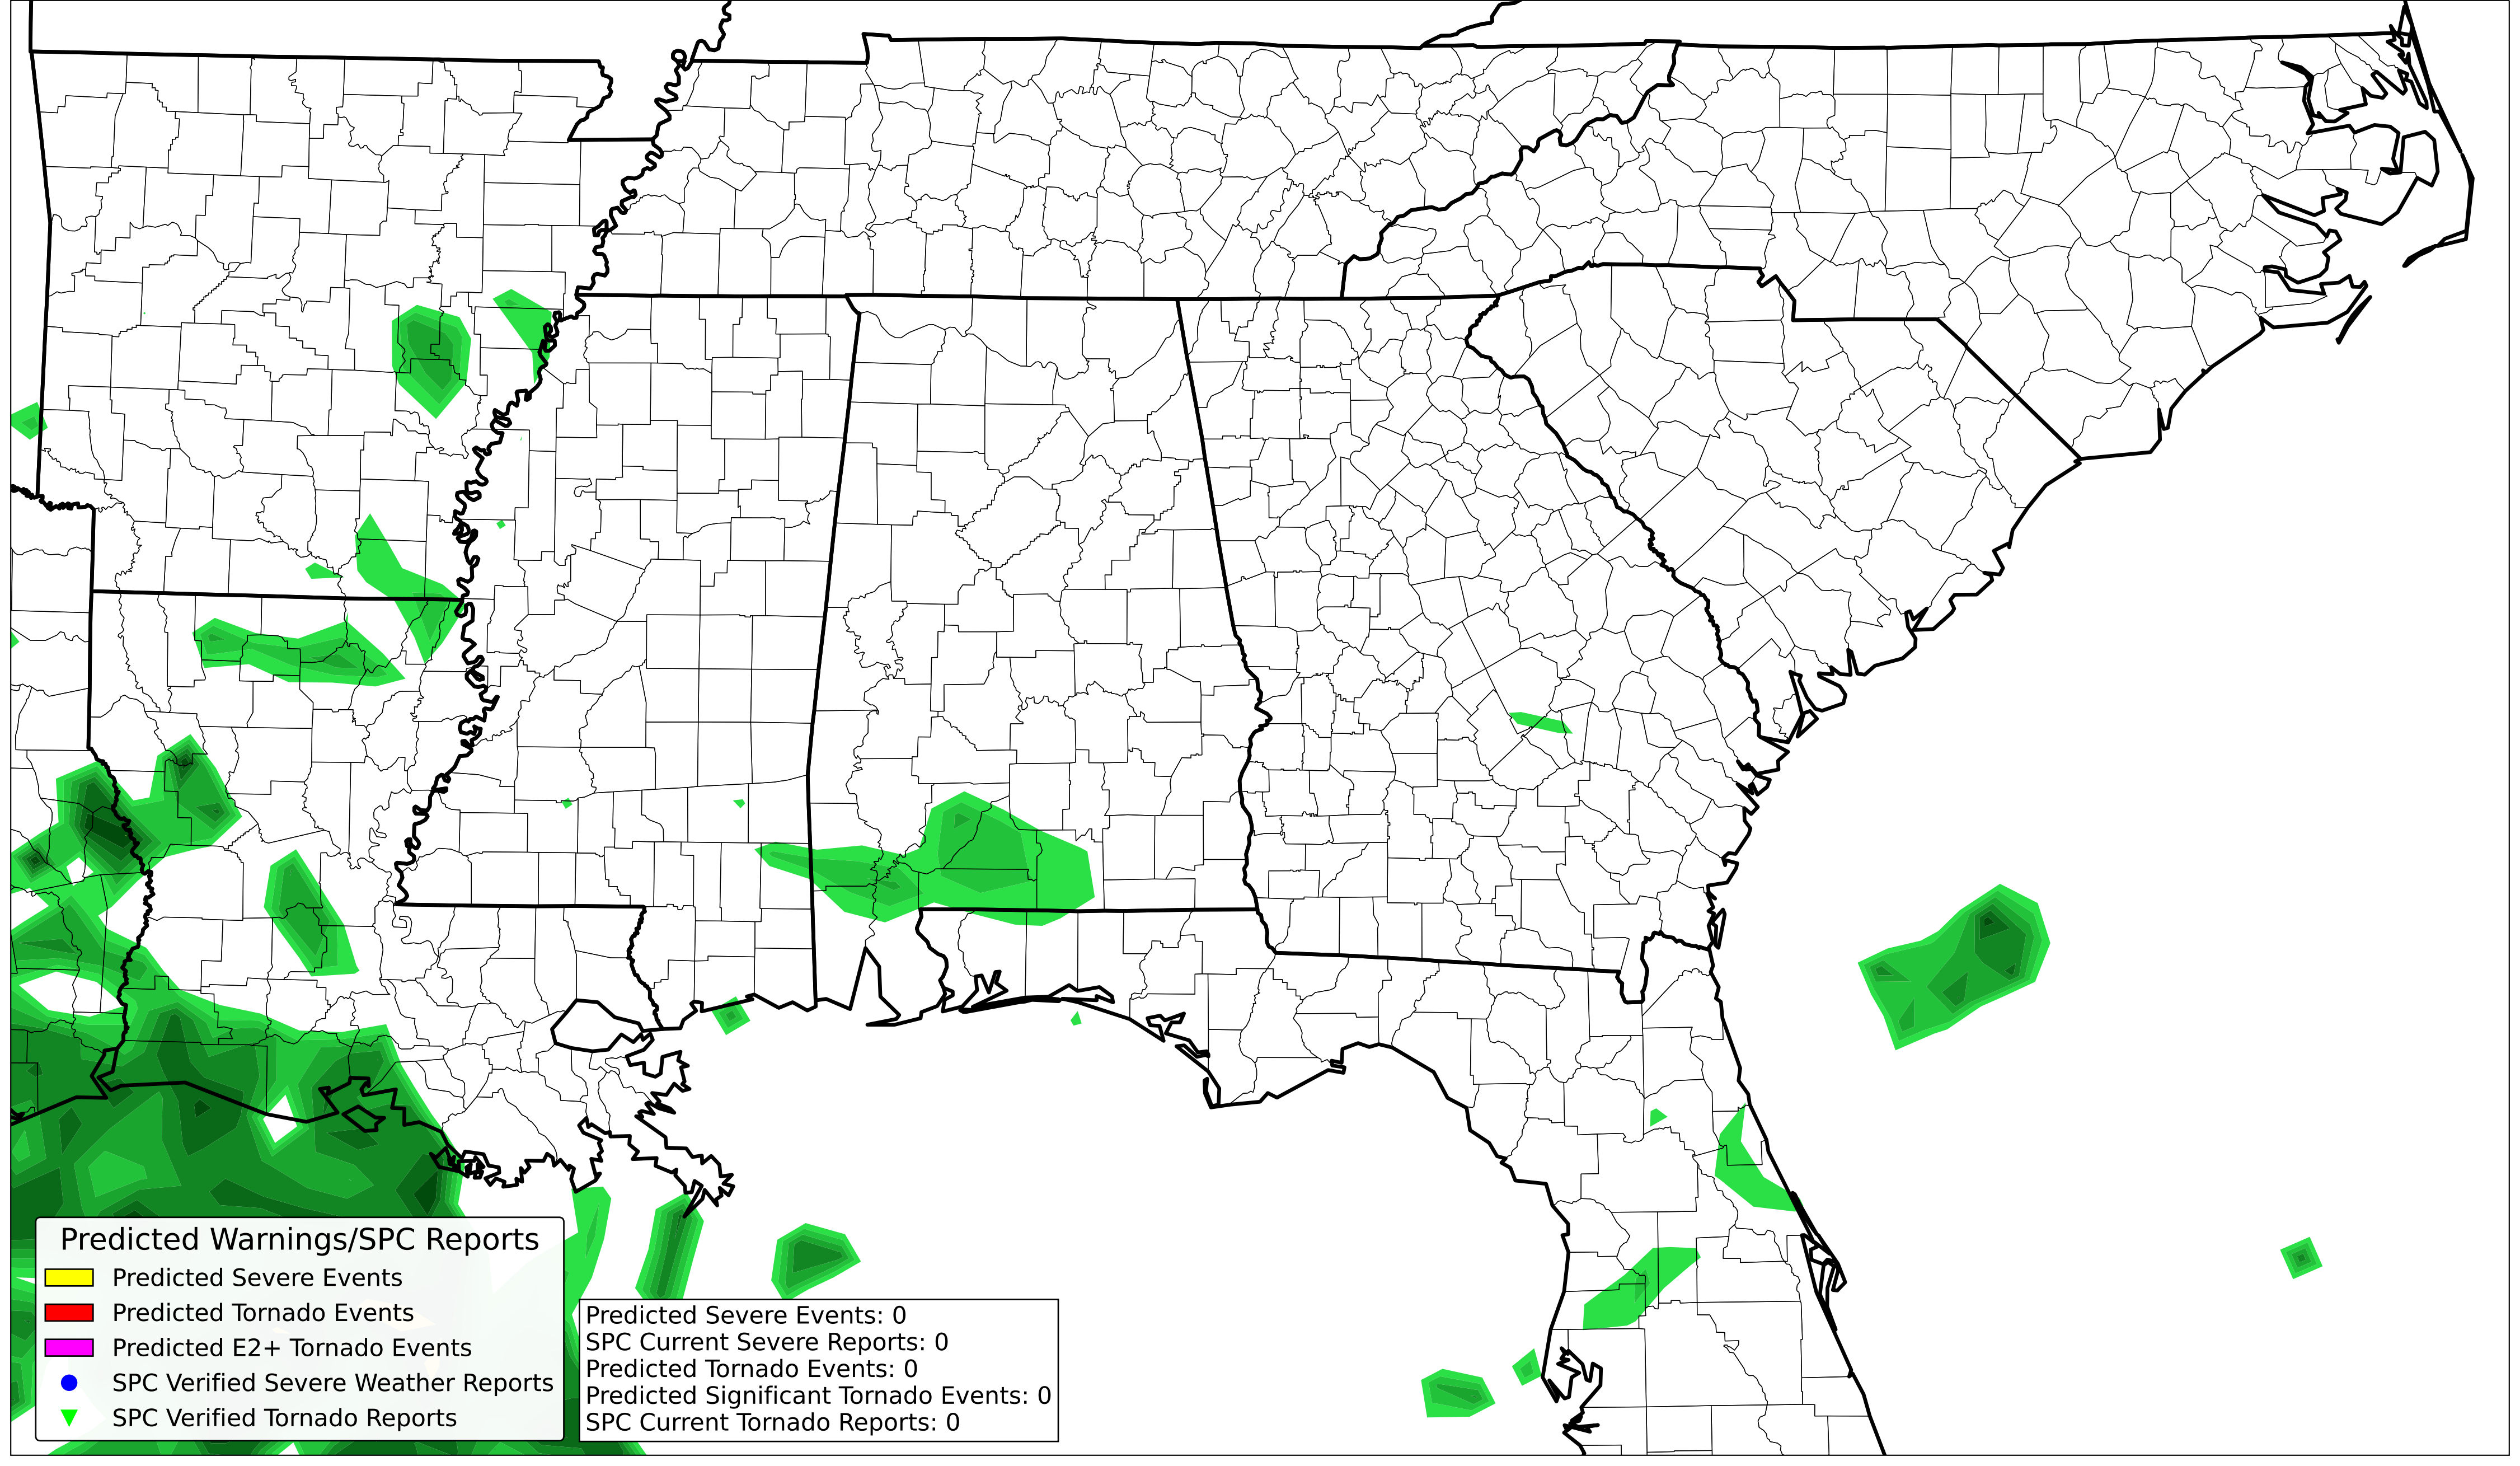 Predicted Warnings/SPC Reports
Predicted Severe Events
Predicted Tornado Events
Predicted E2+ Tornado Events
SPC Verified Severe Weather Reports
SPC Verified Tornado Reports
Predicted Severe Events: 0
SPC Current Severe Reports: 0
Predicted Tornado Events: 0
Predicted Significant Tornado Events: 0
SPC Current Tornado Reports: 0